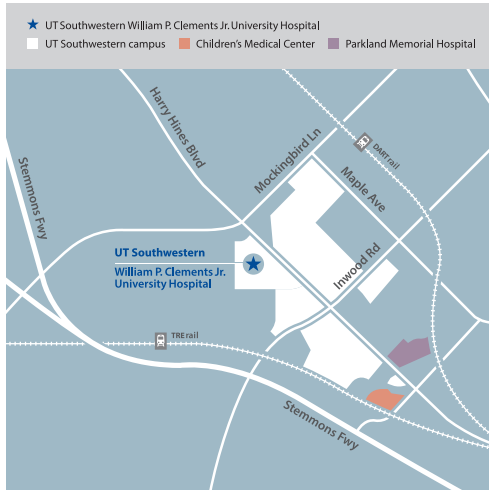 UT Southwestern William P. Clements Jr. University Hospital
UT Southwestern campus
Children's Medical Center
Parkland Memorial Hospital
Harry Hines Blvd
Mockingbird Ln
DART rail
Maple Ave
Stemmons Fwy
UT Southwestern
William P. Clements Jr.
University Hospital
Inwood Rd
TRE rail
Stemmons Fwy